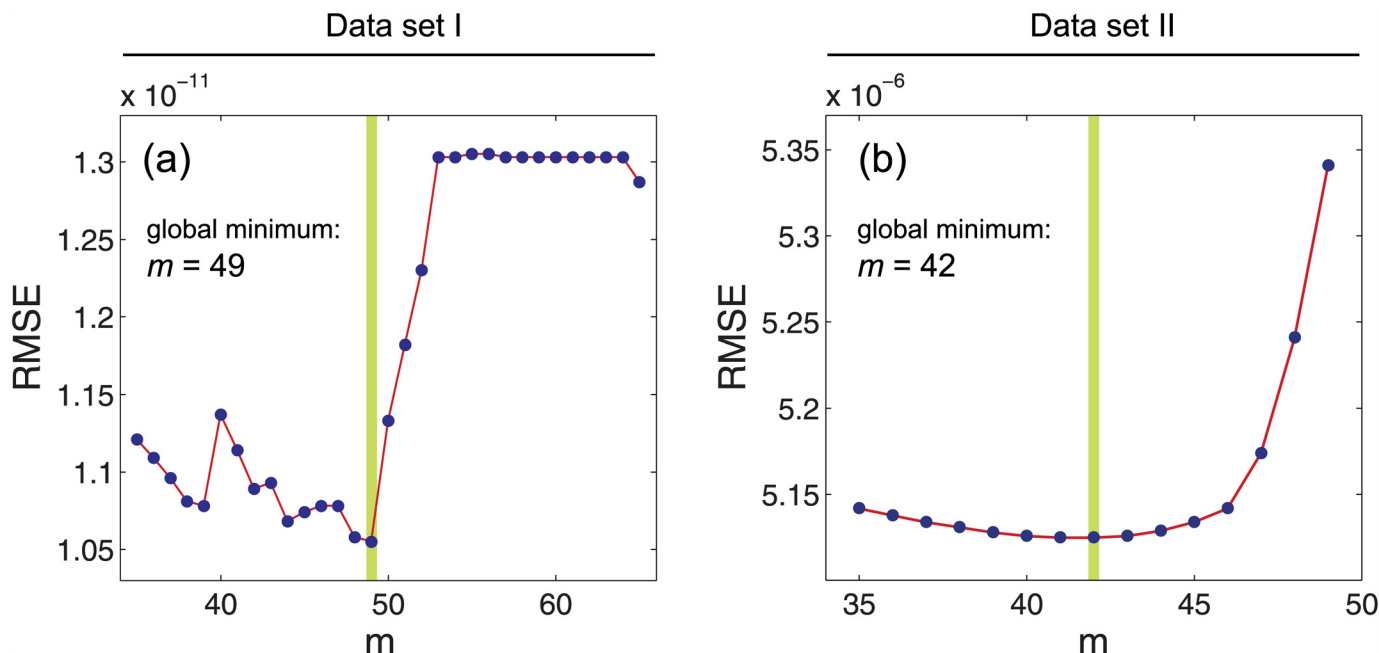 Data set I
x 10⁻¹¹
(a)
global minimum:
m = 49
1.3
1.25
1.2
1.15
1.1
1.05
RMSE
40
50
60
m
Data set II
x 10⁻⁶
(b)
global minimum:
m = 42
5.35
5.3
5.25
5.2
5.15
RMSE
35
40
45
50
m